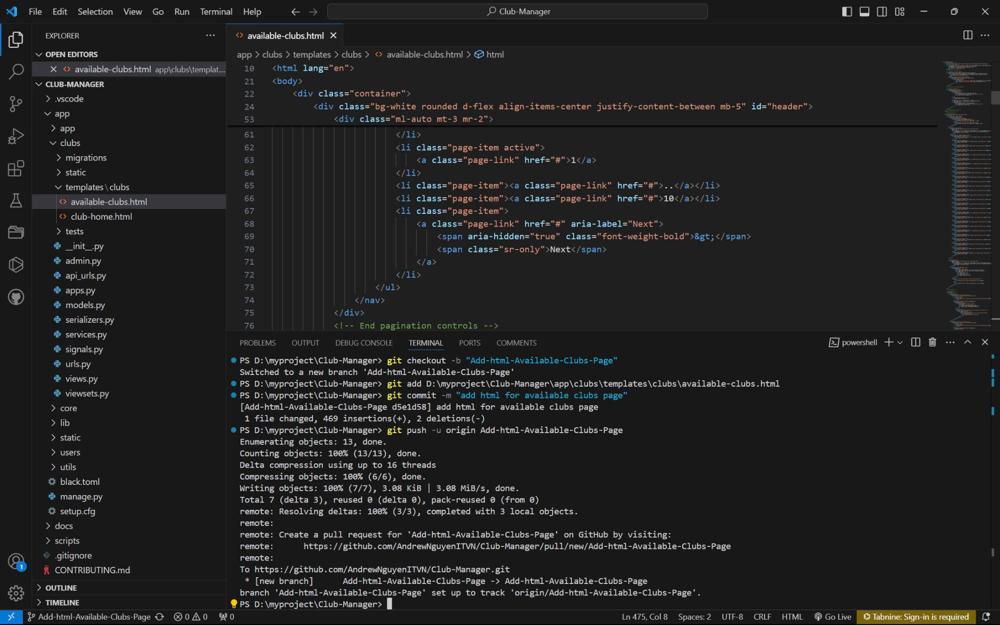 File Edit Selection View Go Run Terminal Help
Club-Manager
EXPLORER
OPEN EDITORS
available-clubs.html app\clubs\templat...
CLUB-MANAGER
.vscode
app
app
clubs
migrations
static
templates\clubs
available-clubs.html
club-home.html
tests
__init__.py
admin.py
api_urls.py
apps.py
models.py
serializers.py
services.py
signals.py
urls.py
views.py
viewsets.py
core
lib
static
users
utils
black.toml
manage.py
setup.cfg
docs
scripts
.gitignore
CONTRIBUTING.md
OUTLINE
TIMELINE
1
available-clubs.html
app > clubs > templates > clubs > available-clubs.html > html
10 <html lang="en">
21 <body>
22 <div class="container">
24 <div class="bg-white rounded d-flex align-items-center justify-content-between mb-5" id="header">
53 <div class="ml-auto mt-3 mr-2">
61 </li>
62 <li class="page-item active">
63 <a class="page-link" href="#">1</a>
64 </li>
65 <li class="page-item"><a class="page-link" href="#">..</a></li>
66 <li class="page-item"><a class="page-link" href="#">10</a></li>
67 <li class="page-item">
68 <a class="page-link" href="#" aria-label="Next">
69 <span aria-hidden="true" class="font-weight-bold">&gt;</span>
70 <span class="sr-only">Next</span>
71 </a>
72 </li>
73 </ul>
74 </nav>
75 </div>
76 <!-- End pagination controls -->
PROBLEMS OUTPUT DEBUG CONSOLE TERMINAL PORTS COMMENTS
powershell
PS D:\myproject\Club-Manager> git checkout -b "Add-html-Available-Clubs-Page"
Switched to a new branch 'Add-html-Available-Clubs-Page'
PS D:\myproject\Club-Manager> git add D:\myproject\Club-Manager\app\clubs\templates\clubs\available-clubs.html
PS D:\myproject\Club-Manager> git commit -m "add html for available clubs page"
[Add-html-Available-Clubs-Page d5e1d58] add html for available clubs page
1 file changed, 469 insertions(+), 2 deletions(-)
PS D:\myproject\Club-Manager> git push -u origin Add-html-Available-Clubs-Page
Enumerating objects: 13, done.
Counting objects: 100% (13/13), done.
Delta compression using up to 16 threads
Compressing objects: 100% (6/6), done.
Writing objects: 100% (7/7), 3.08 KiB | 3.08 MiB/s, done.
Total 7 (delta 3), reused 0 (delta 0), pack-reused 0 (from 0)
remote: Resolving deltas: 100% (3/3), completed with 3 local objects.
remote:
remote: Create a pull request for 'Add-html-Available-Clubs-Page' on GitHub by visiting:
remote: https://github.com/AndrewNguyenITVN/Club-Manager/pull/new/Add-html-Available-Clubs-Page
remote:
To https://github.com/AndrewNguyenITVN/Club-Manager.git
* [new branch] Add-html-Available-Clubs-Page -> Add-html-Available-Clubs-Page
branch 'Add-html-Available-Clubs-Page' set up to track 'origin/Add-html-Available-Clubs-Page'.
PS D:\myproject\Club-Manager>
Add-html-Available-Clubs-Page 0 0 0 Ln 475, Col 8 Spaces: 2 UTF-8 CRLF HTML Go Live Tabnine: Sign-in is required